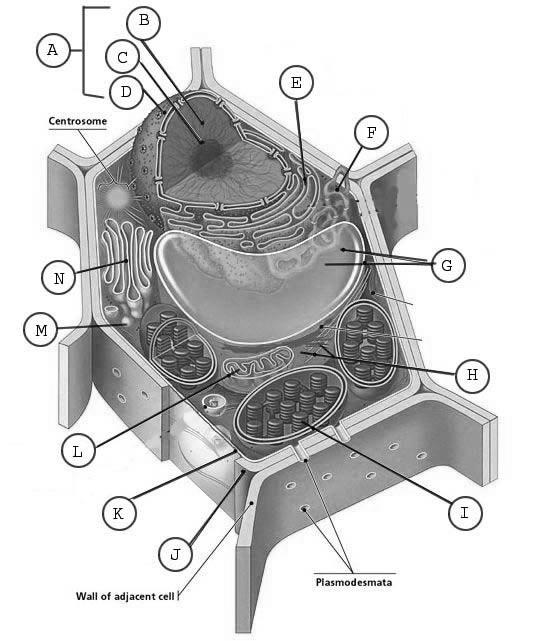 B
A
C
D
E
Centrosome
F
N
G
M
H
L
K
I
J
Plasmodesmata
Wall of adjacent cell